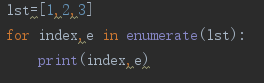 lst=[1,2,3]
for index,e in enumerate(lst):
    print(index,e)